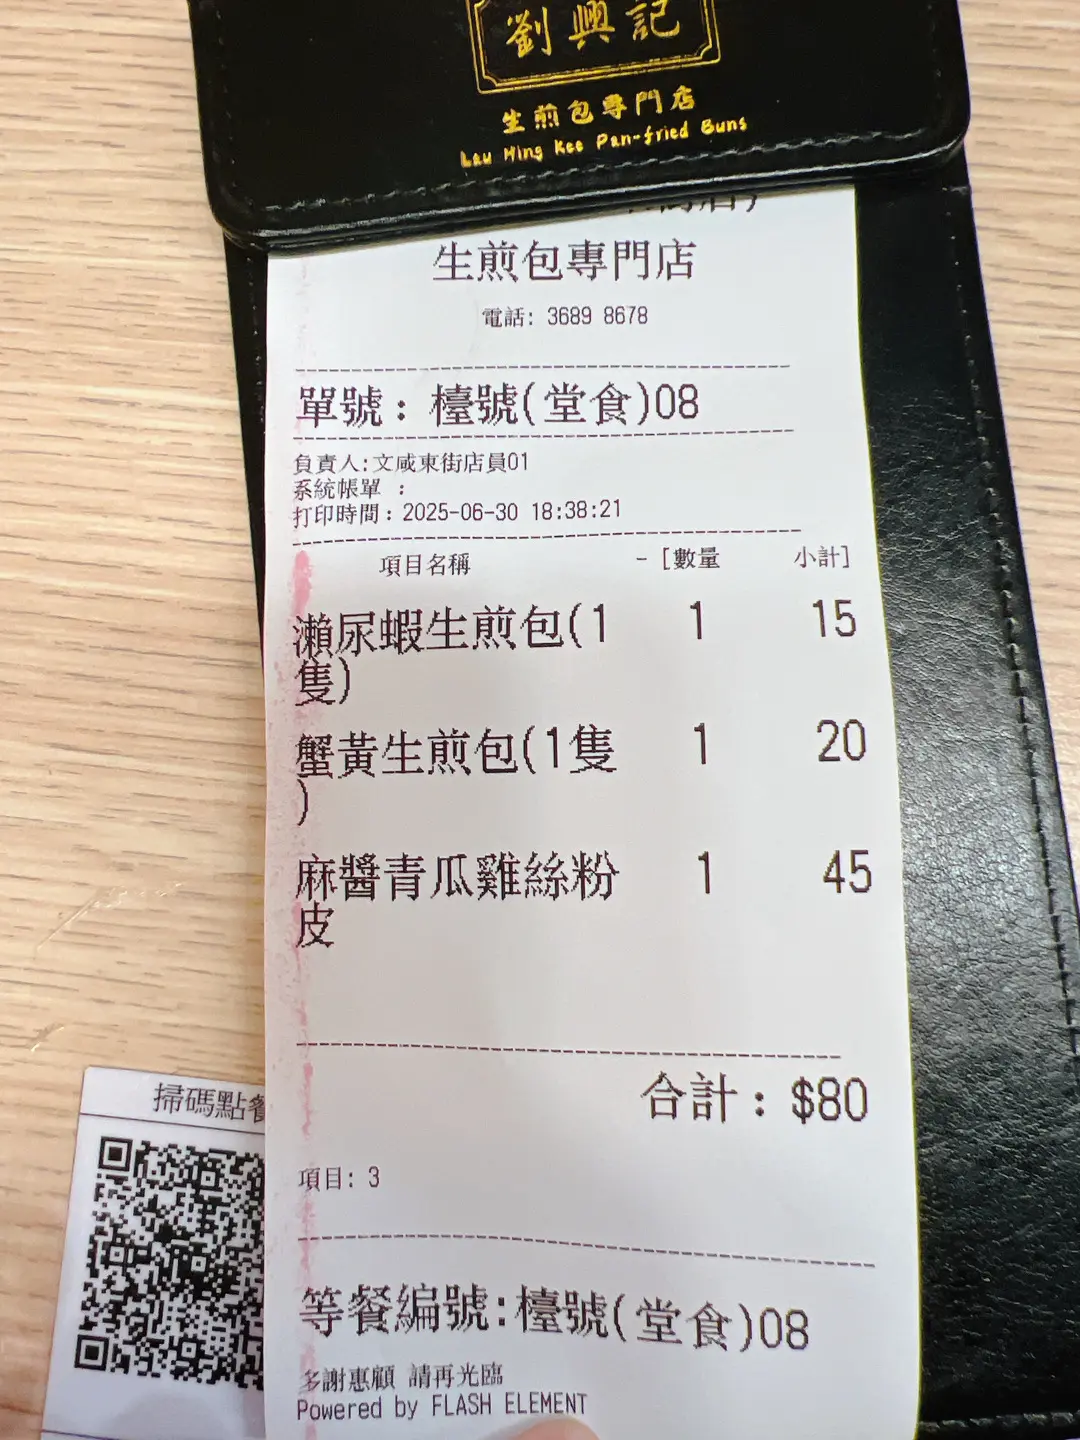 劉興記
生煎包專門店
Lau Hing Kee Pan-fried Buns
生煎包專門店
電話: 3689 8678
單號: 檯號(堂食)08
負責人:文咸東街店員01
系統帳單 :
打印時間:2025-06-30 18:38:21
項目名稱 - [數量 小計]
瀨尿蝦生煎包(1 1 15
隻)
蟹黃生煎包(1隻 1 20
)
麻醬青瓜雞絲粉 1 45
皮
合計: $80
項目: 3
等餐編號:檯號(堂食)08
多謝惠顧 請再光臨
Powered by FLASH ELEMENT
掃碼點餐